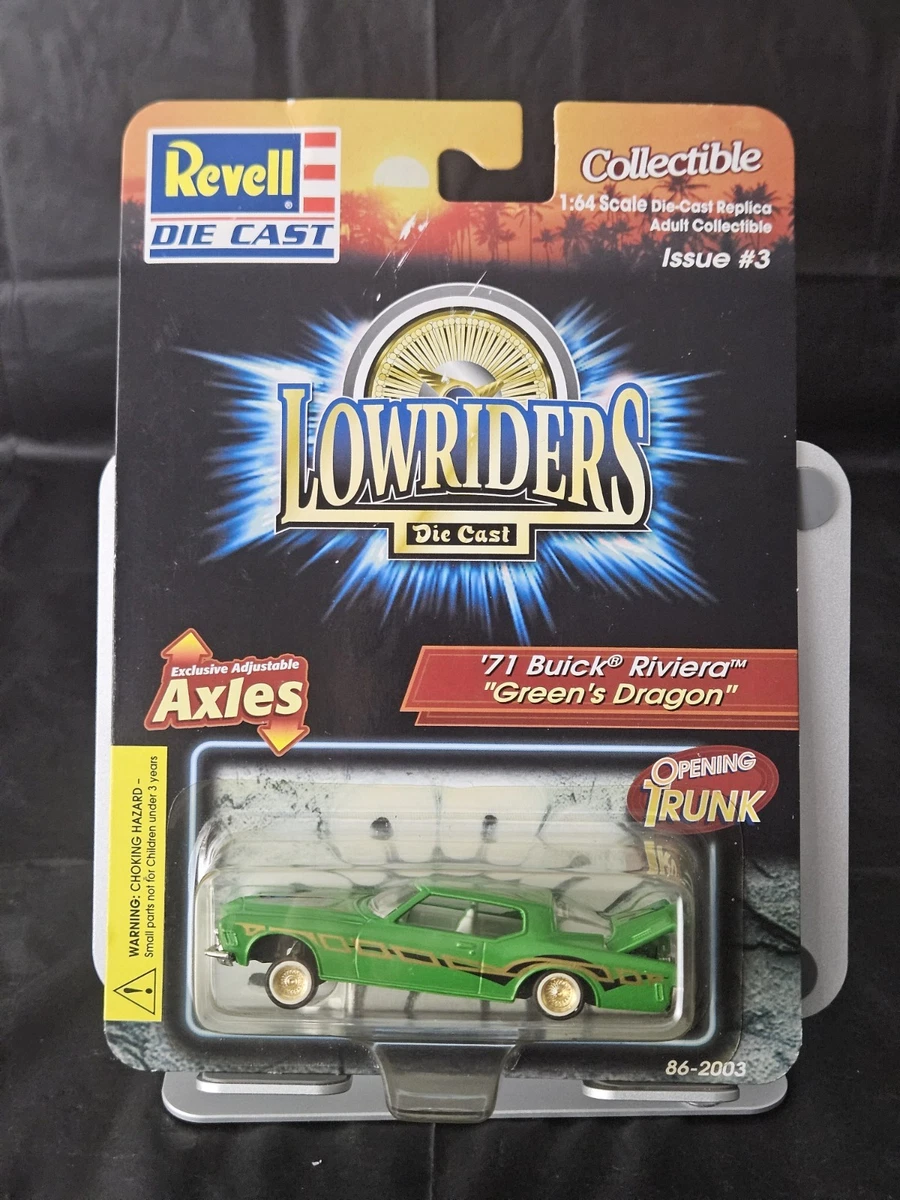 Revell®
DIE CAST
Collectible
1:64 Scale Die-Cast Replica
Adult Collectible
Issue #3
LOWRIDERS
Die Cast
Exclusive Adjustable
Axles
'71 Buick® Riviera™
"Green's Dragon"
OPENING
TRUNK
WARNING: CHOKING HAZARD –
Small parts not for Children under 3 years
86-2003